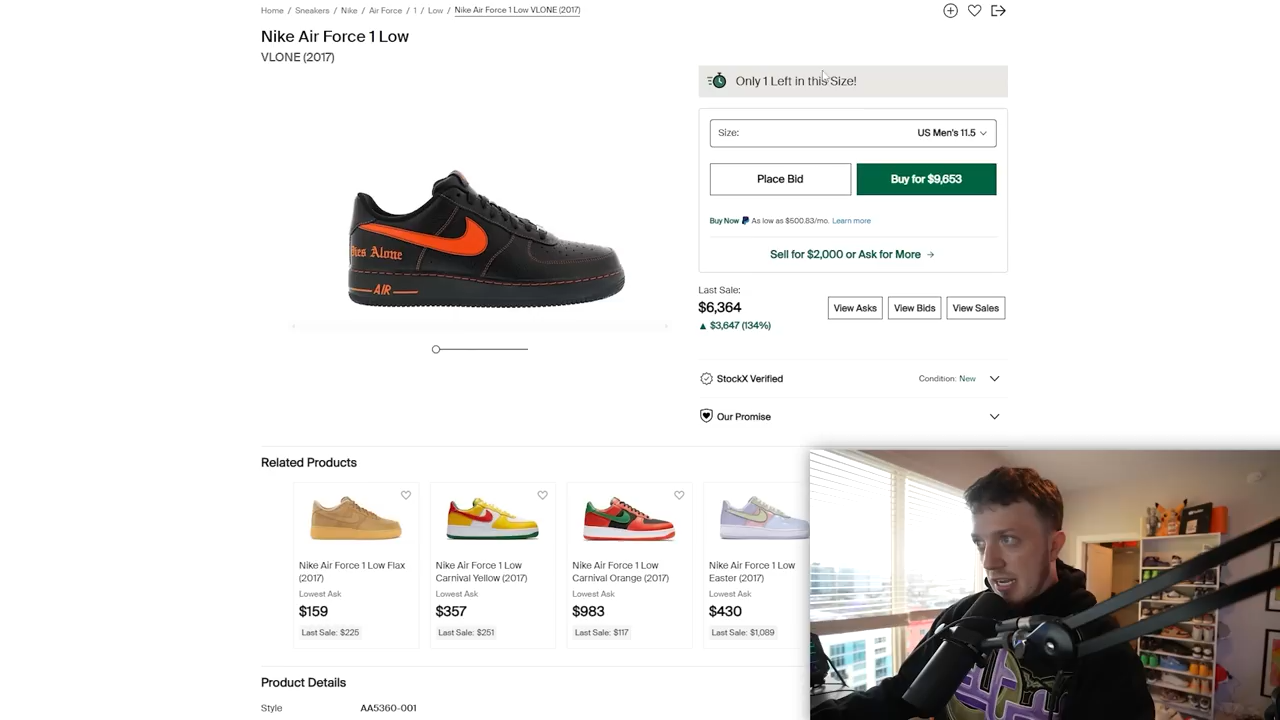 Home / Sneakers / Nike / Air Force / 1 / Low / Nike Air Force 1 Low VLONE (2017)
Nike Air Force 1 Low
VLONE (2017)
Only 1 Left in this Size!
Size: US Men's 11.5
Place Bid
Buy for $9,653
Buy Now As low as $500.83/mo. Learn more
Sell for $2,000 or Ask for More →
Dies Alone
AIR
Last Sale:
$6,364
▲ $3,647 (134%)
View Asks
View Bids
View Sales
StockX Verified
Condition: New
Our Promise
Related Products
Nike Air Force 1 Low Flax
(2017)
Lowest Ask
$159
Last Sale: $225
Nike Air Force 1 Low
Carnival Yellow (2017)
Lowest Ask
$357
Last Sale: $251
Nike Air Force 1 Low
Carnival Orange (2017)
Lowest Ask
$983
Last Sale: $117
Nike Air Force 1 Low
Easter (2017)
Lowest Ask
$430
Last Sale: $1,089
Product Details
Style AA5360-001